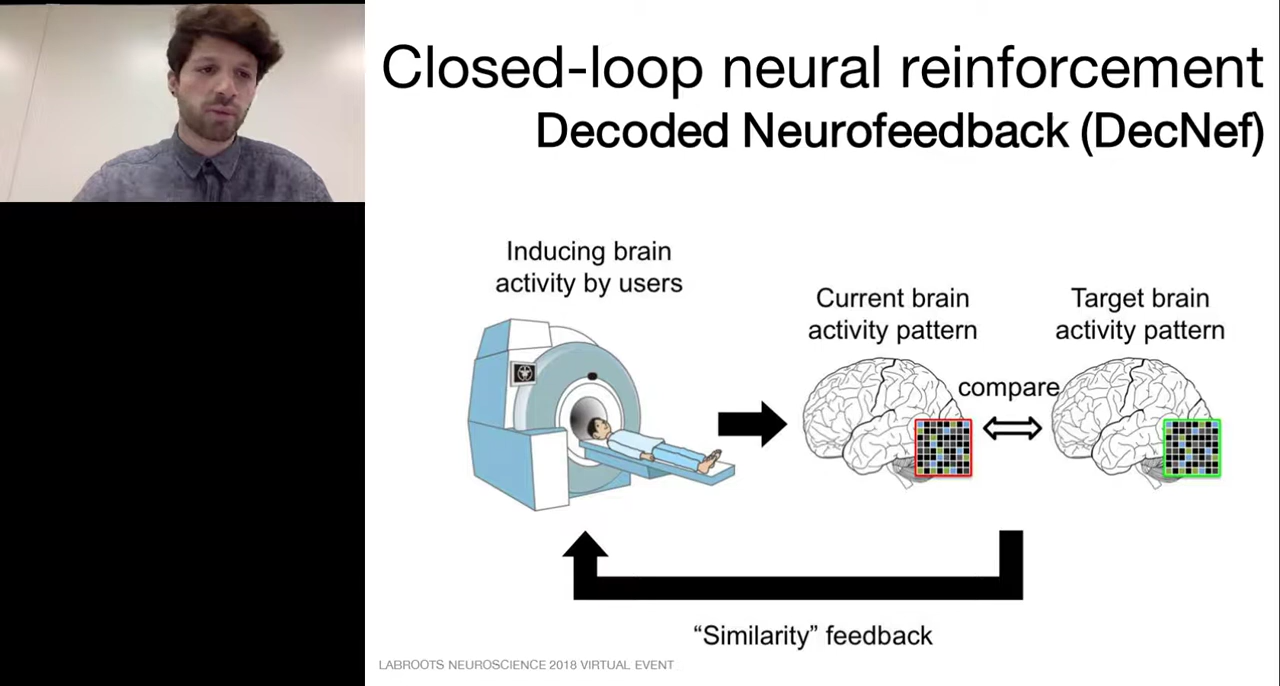 Closed-loop neural reinforcement
Decoded Neurofeedback (DecNef)
Inducing brain
activity by users
Current brain
activity pattern
Target brain
activity pattern
compare
“Similarity” feedback
LABROOTS NEUROSCIENCE 2018 VIRTUAL EVENT